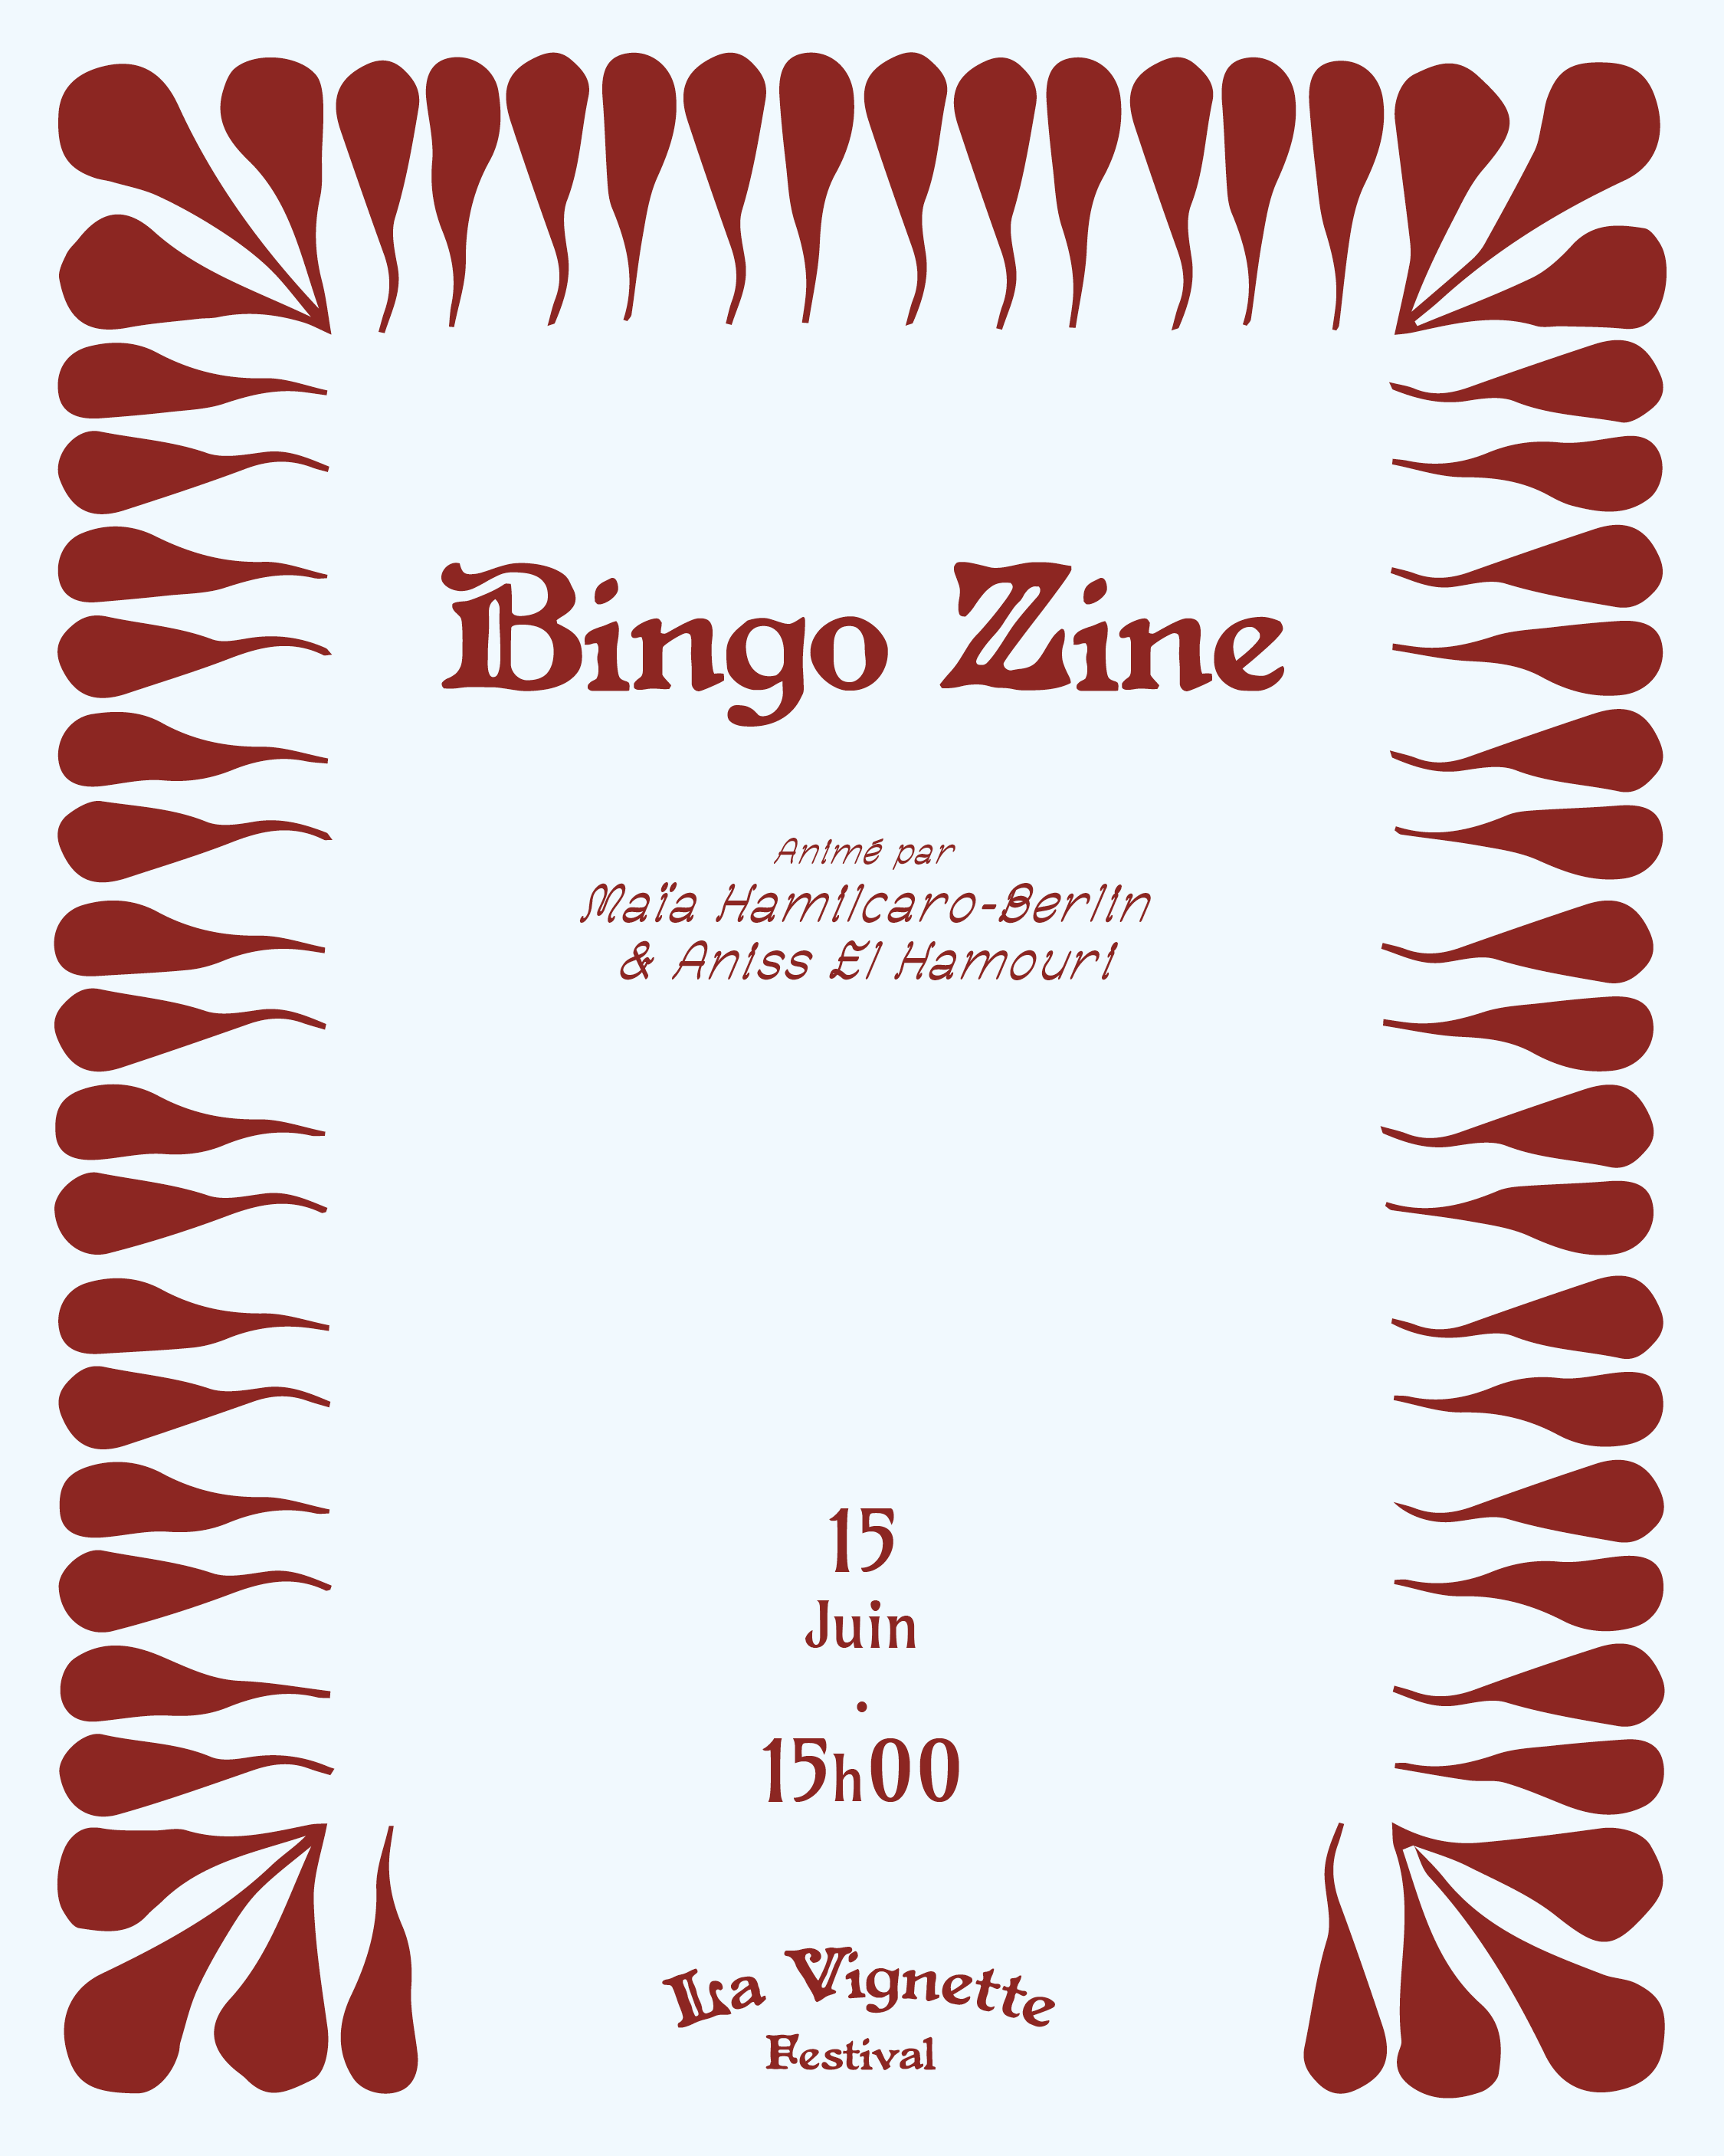 Bingo Zine
Animé par
Maïa Hamilcaro-Berlin
& Aniss El Hamouri
15
Juin
.
15h00
La Vignette
Festival